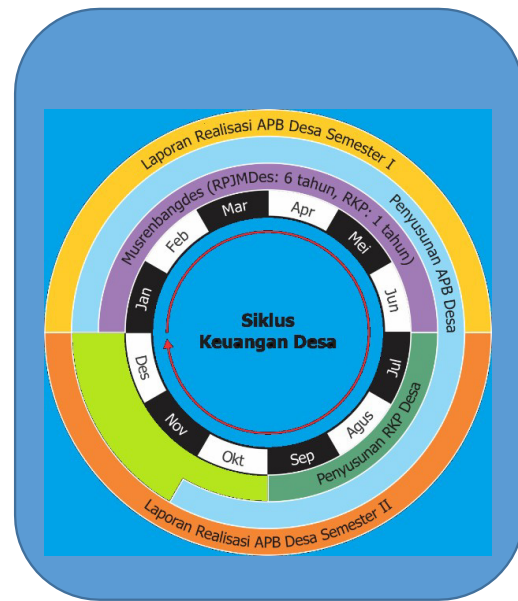 Laporan Realisasi APB Desa Semester I
Penyusunan APB Desa
Musrenbangdes (RPJMDes: 6 tahun, RKP: 1 tahun)
Jan
Feb
Mar
Apr
Mei
Jun
Jul
Agus
Sep
Okt
Nov
Des
Siklus
Keuangan Desa
Penyusunan RKP Desa
Laporan Realisasi APB Desa Semester II